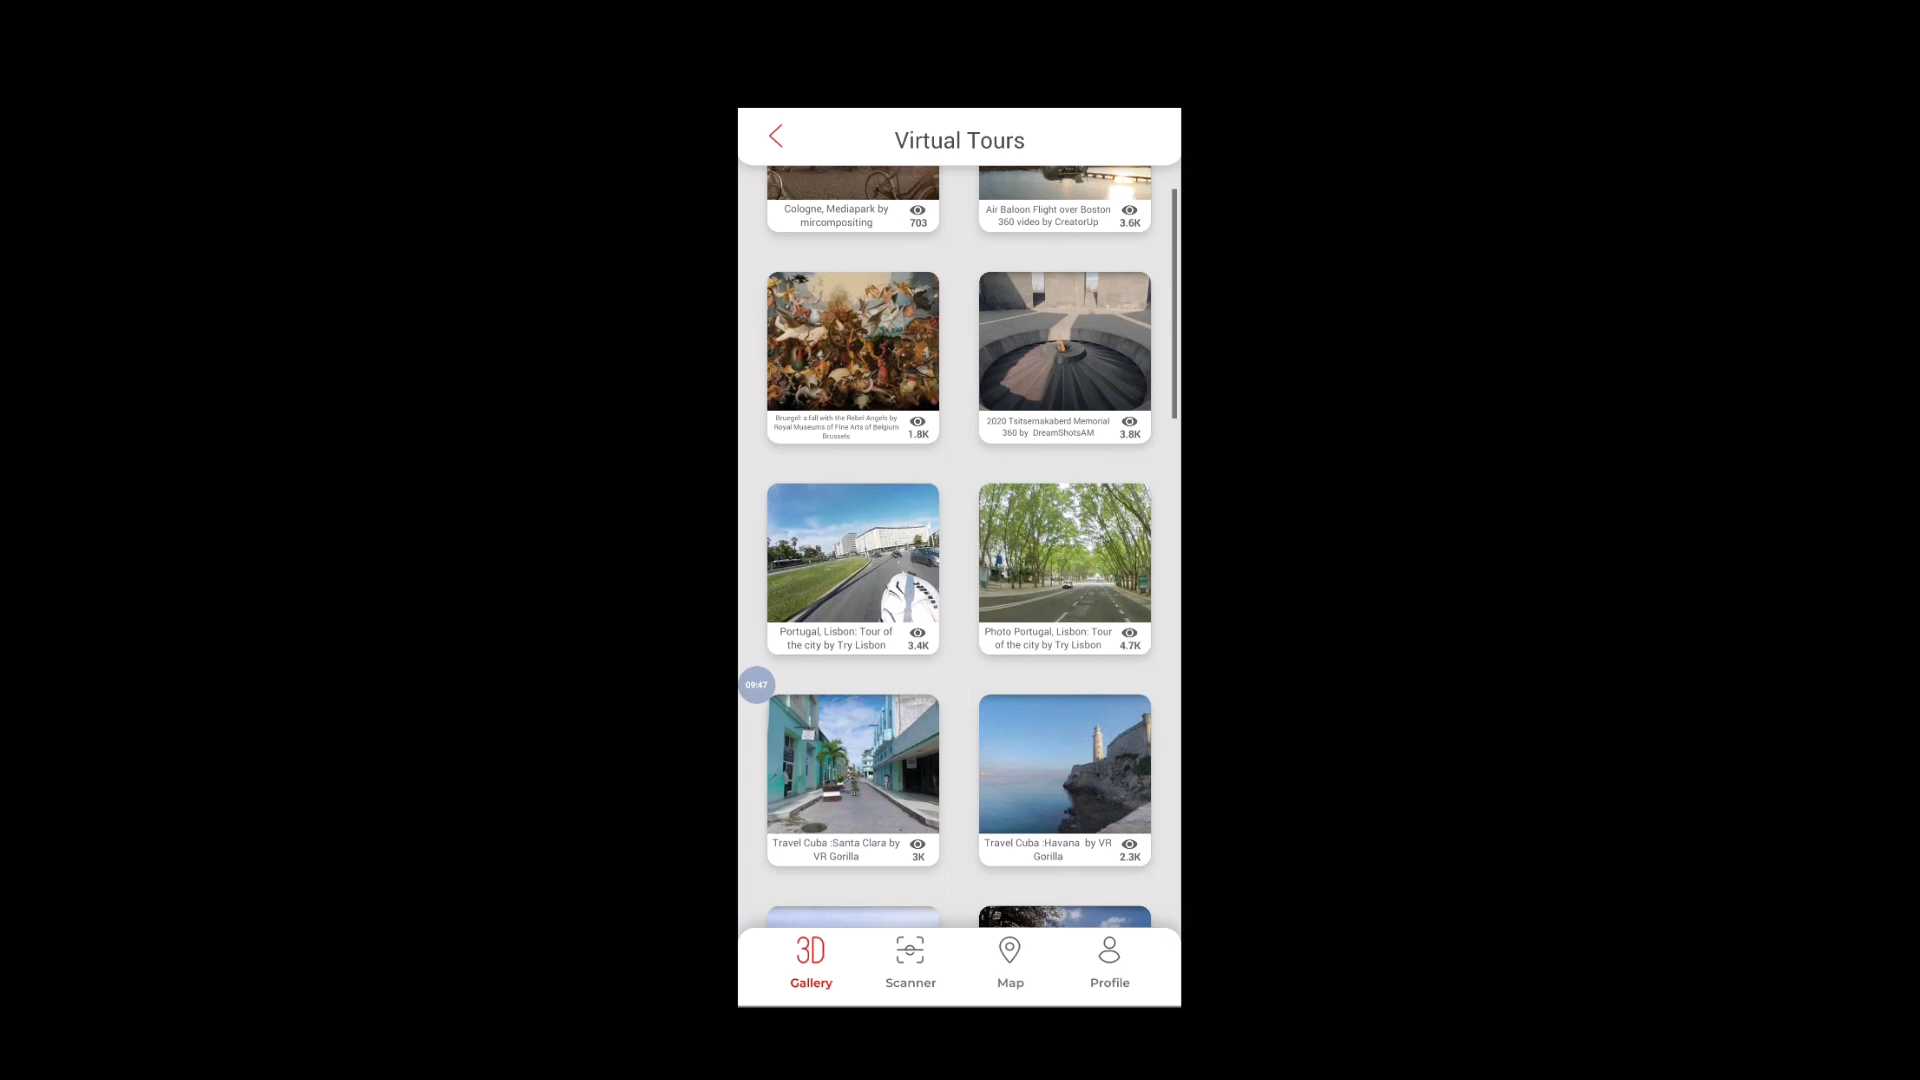 Virtual Tours
Cologne, Mediapark by
mircompositing
703
Air Baloon Flight over Boston
360 video by CreatorUp
3.6K
Bruegel: a fall with the Rebel Angels by
Royal Museums of Fine Arts of Belgium
Brussels
1.8K
2020 Tsitsernakaberd Memorial
360 by DreamShotsAM
3.8K
Portugal, Lisbon: Tour of
the city by Try Lisbon
3.4K
Photo Portugal, Lisbon: Tour
of the city by Try Lisbon
4.7K
09:47
Travel Cuba :Santa Clara by
VR Gorilla
3K
Travel Cuba :Havana by VR
Gorilla
2.3K
3D
Gallery
Scanner
Map
Profile